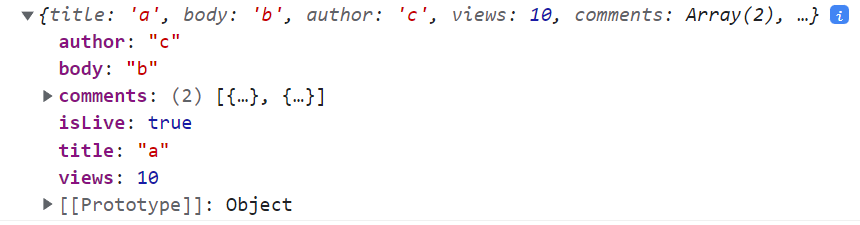 ▼{title: 'a', body: 'b', author: 'c', views: 10, comments: Array(2), …} i
author: "c"
body: "b"
▶comments: (2) [{…}, {…}]
isLive: true
title: "a"
views: 10
▶[[Prototype]]: Object